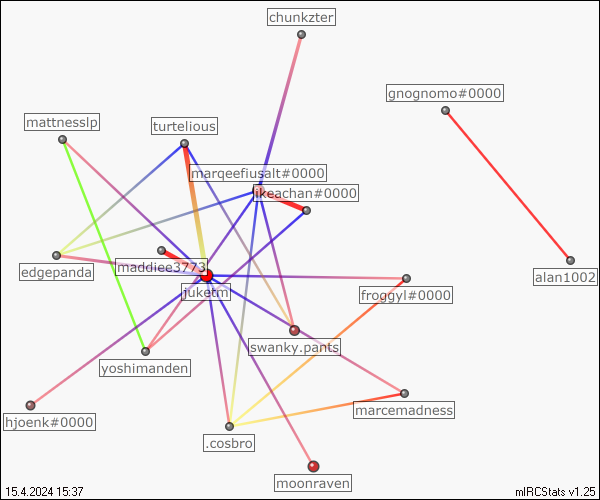 chunkzter
gnognomo#0000
mattnesslp
turtelious
marqeefiusalt#0000
ikeachan#0000
edgepanda
maddiee3773
alan1002
juketm
froggyl#0000
swanky.pants
yoshimanden
hjoenk#0000
marcemadness
.cosbro
moonraven
15.4.2024 15:37
mIRCStats v1.25